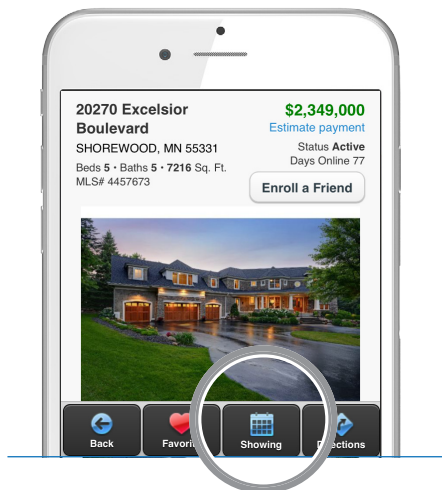 20270 Excelsior
Boulevard
SHOREWOOD, MN 55331
Beds 5 • Baths 5 • 7216 Sq. Ft.
MLS# 4457673
$2,349,000
Estimate payment
Status Active
Days Online 77
Enroll a Friend
Back
Showing